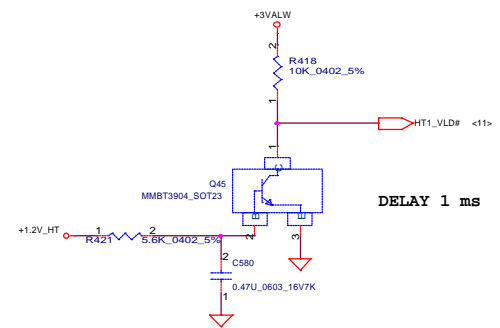 +3VALW
2
R418
10K_0402_5%
1
HT1_VLD# <11>
1
C
Q45
MMBT3904_SOT23
B
E
DELAY 1 ms
+1.2V_HT
1
2
R421
5.6K_0402_5%
2
3
2
C580
0.47U_0603_16V7K
1